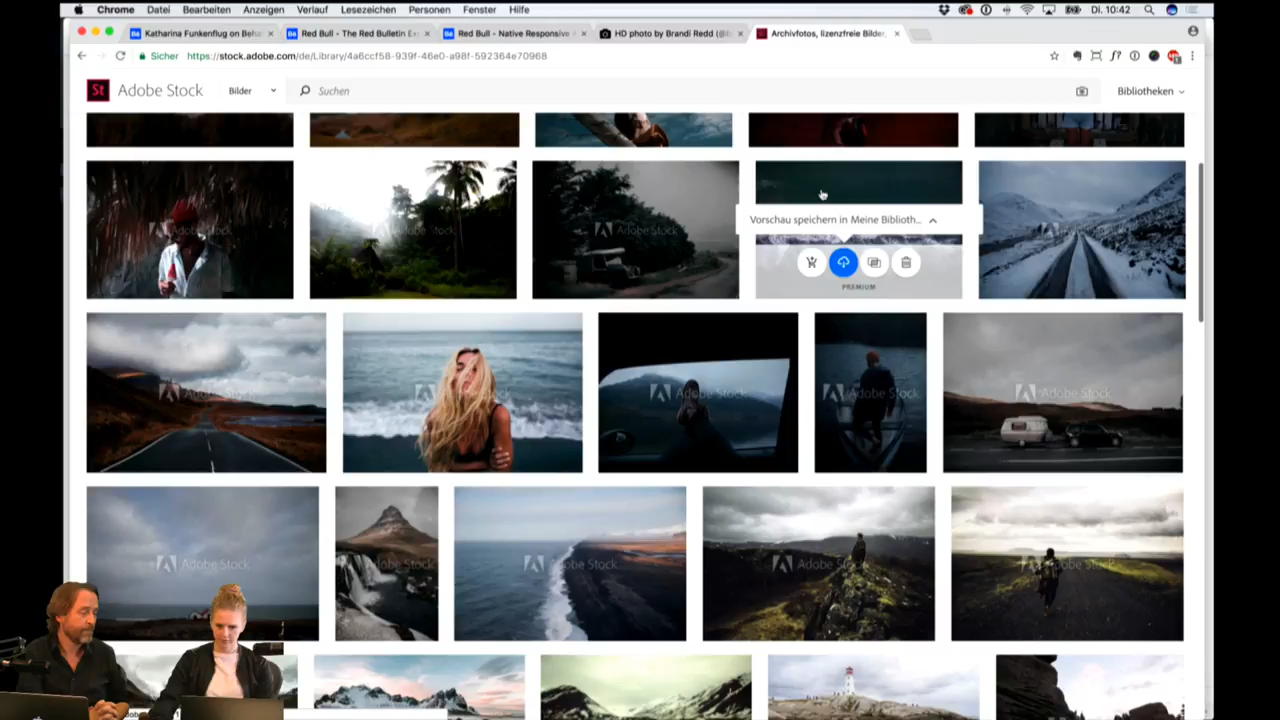 Chrome Datei Bearbeiten Anzeigen Verlauf Lesezeichen Personen Fenster Hilfe Di. 10:42
Katharina Funkenflug on Beh
Red Bull - The Red Bulletin Ex
Red Bull - Native Responsive
HD photo by Brandi Redd (@b
Archivfotos, lizenzfreie Bilder,
Sicher https://stock.adobe.com/de/Library/4a6ccf58-939f-46e0-a98f-592364e70968
St Adobe Stock Bilder Suchen Bibliotheken
Vorschau speichern in Meine Biblioth...
Adobe Stock
Adobe Stock
PREMIUM
Adobe Stock
Adobe Stock
Adobe Stock
Adobe Stock
Adobe Stock
Adobe Stock
Adobe Stock
Adobe Stock
Adobe Stock